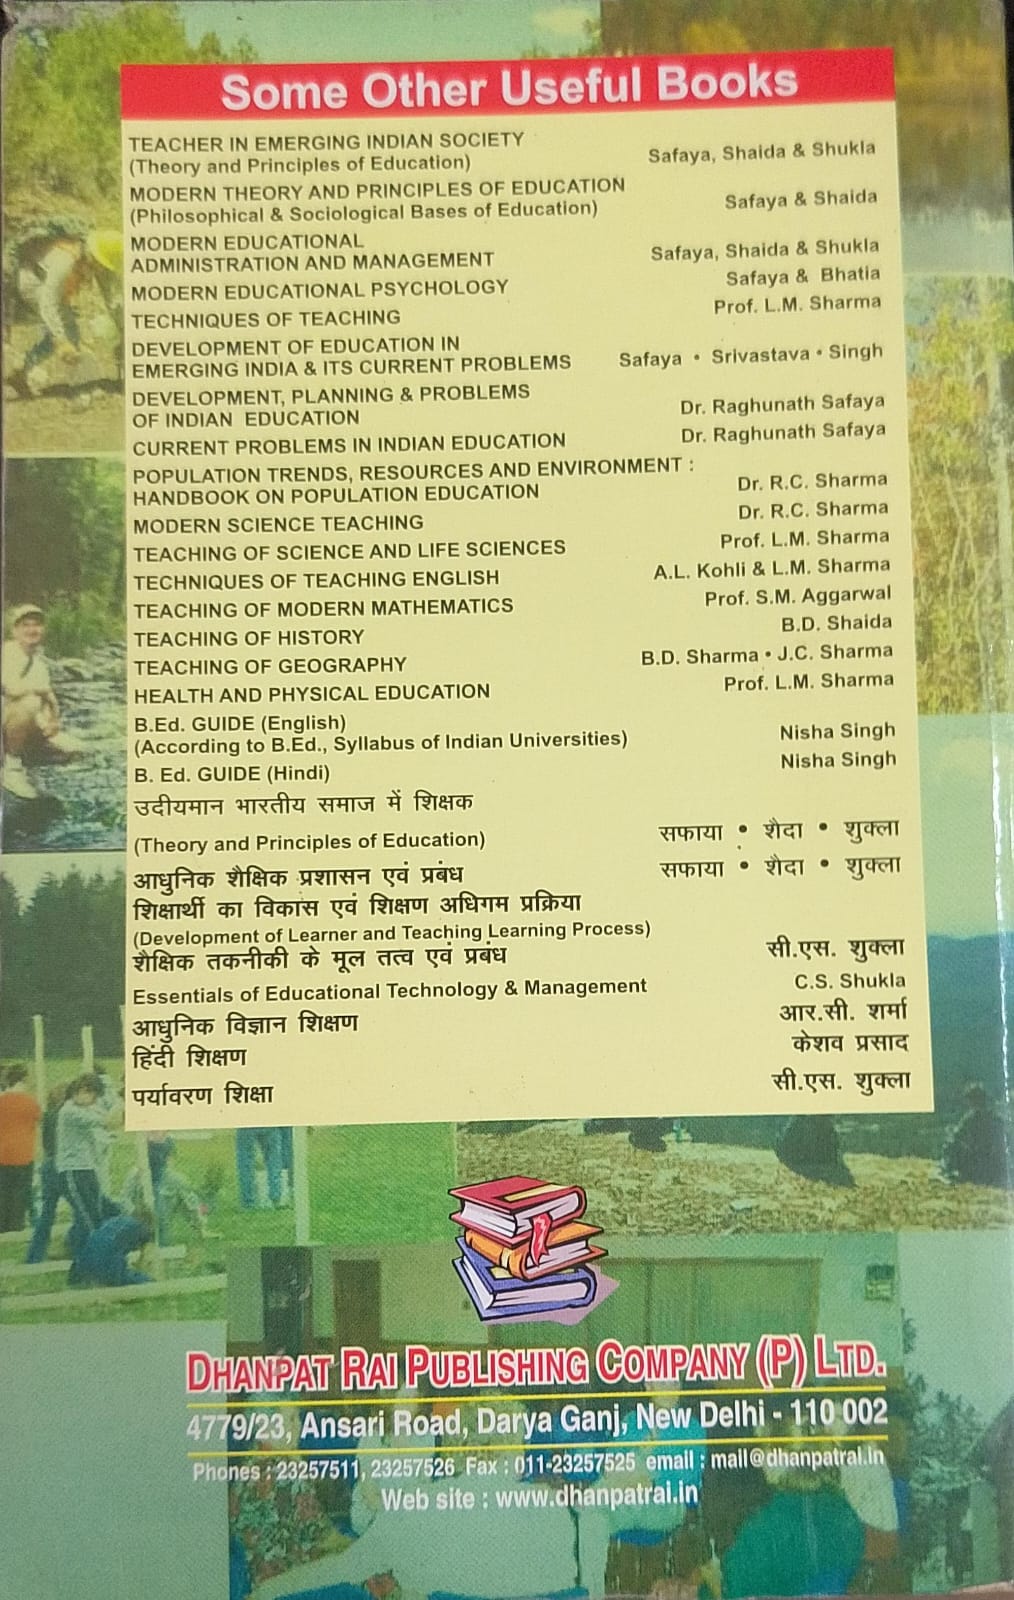 Some Other Useful Books
TEACHER IN EMERGING INDIAN SOCIETY
(Theory and Principles of Education) Safaya, Shaida & Shukla
MODERN THEORY AND PRINCIPLES OF EDUCATION
(Philosophical & Sociological Bases of Education) Safaya & Shaida
MODERN EDUCATIONAL
ADMINISTRATION AND MANAGEMENT Safaya, Shaida & Shukla
MODERN EDUCATIONAL PSYCHOLOGY Safaya & Bhatia
TECHNIQUES OF TEACHING Prof. L.M. Sharma
DEVELOPMENT OF EDUCATION IN
EMERGING INDIA & ITS CURRENT PROBLEMS Safaya • Srivastava • Singh
DEVELOPMENT, PLANNING & PROBLEMS
OF INDIAN EDUCATION Dr. Raghunath Safaya
CURRENT PROBLEMS IN INDIAN EDUCATION Dr. Raghunath Safaya
POPULATION TRENDS, RESOURCES AND ENVIRONMENT :
HANDBOOK ON POPULATION EDUCATION Dr. R.C. Sharma
MODERN SCIENCE TEACHING Dr. R.C. Sharma
TEACHING OF SCIENCE AND LIFE SCIENCES Prof. L.M. Sharma
TECHNIQUES OF TEACHING ENGLISH A.L. Kohli & L.M. Sharma
TEACHING OF MODERN MATHEMATICS Prof. S.M. Aggarwal
TEACHING OF HISTORY B.D. Shaida
TEACHING OF GEOGRAPHY B.D. Sharma • J.C. Sharma
HEALTH AND PHYSICAL EDUCATION Prof. L.M. Sharma
B.Ed. GUIDE (English)
(According to B.Ed., Syllabus of Indian Universities) Nisha Singh
B. Ed. GUIDE (Hindi) Nisha Singh
उदीयमान भारतीय समाज में शिक्षक
(Theory and Principles of Education) सफाया • शैदा • शुक्ला
आधुनिक शैक्षिक प्रशासन एवं प्रबंध सफाया • शैदा • शुक्ला
शिक्षार्थी का विकास एवं शिक्षण अधिगम प्रक्रिया
(Development of Learner and Teaching Learning Process)
शैक्षिक तकनीकी के मूल तत्व एवं प्रबंध सी.एस. शुक्ला
Essentials of Educational Technology & Management C.S. Shukla
आधुनिक विज्ञान शिक्षण आर.सी. शर्मा
हिंदी शिक्षण केशव प्रसाद
पर्यावरण शिक्षा सी.एस. शुक्ला
DHANPAT RAI PUBLISHING COMPANY (P) LTD.
4779/23, Ansari Road, Darya Ganj, New Delhi - 110 002
Phones : 23257511, 23257526 Fax : 011-23257525 email : mail@dhanpatrai.in
Web site : www.dhanpatrai.in